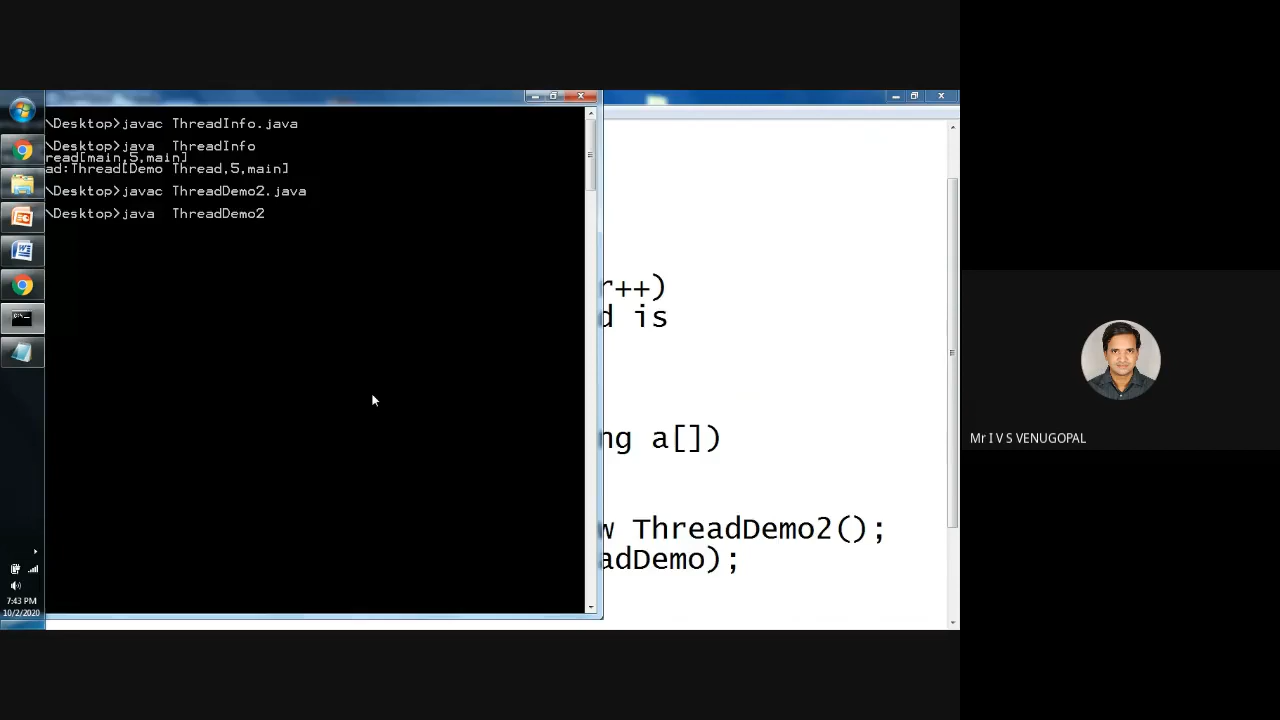 \Desktop>javac ThreadInfo.java
\Desktop>java ThreadInfo
read[main,5,main]
ad:Thread[Demo Thread,5,main]
\Desktop>javac ThreadDemo2.java
\Desktop>java ThreadDemo2
r++)
d is
ng a[])
w ThreadDemo2();
adDemo);
Mr I V S VENUGOPAL
7:43 PM
10/2/2020